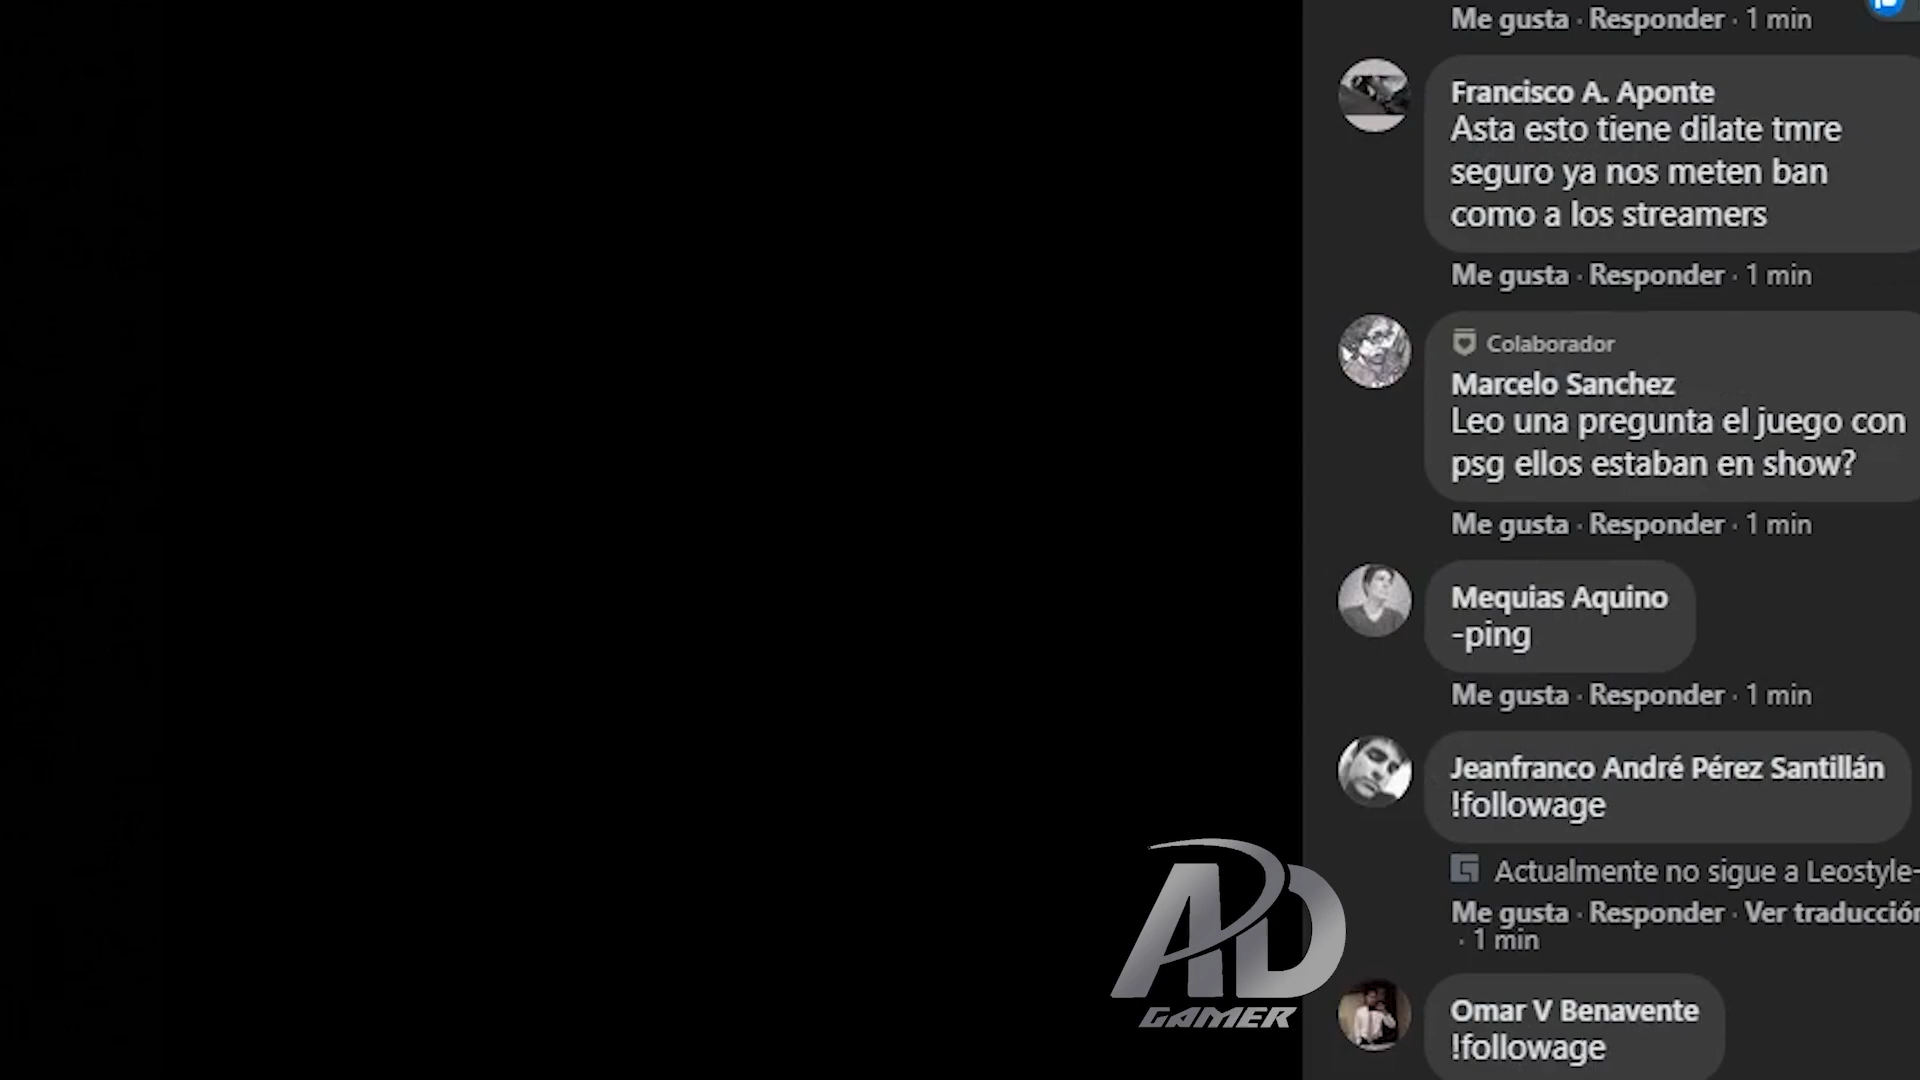 Me gusta · Responder · 1 min
Francisco A. Aponte
Asta esto tiene dilate tmre
seguro ya nos meten ban
como a los streamers
Me gusta · Responder · 1 min
Colaborador
Marcelo Sanchez
Leo una pregunta el juego con
psg ellos estaban en show?
Me gusta · Responder · 1 min
Mequias Aquino
-ping
Me gusta · Responder · 1 min
Jeanfranco André Pérez Santillán
!followage
Actualmente no sigue a Leostyle-
Me gusta · Responder · Ver traducción
· 1 min
Omar V Benavente
!followage
AD
GAMER